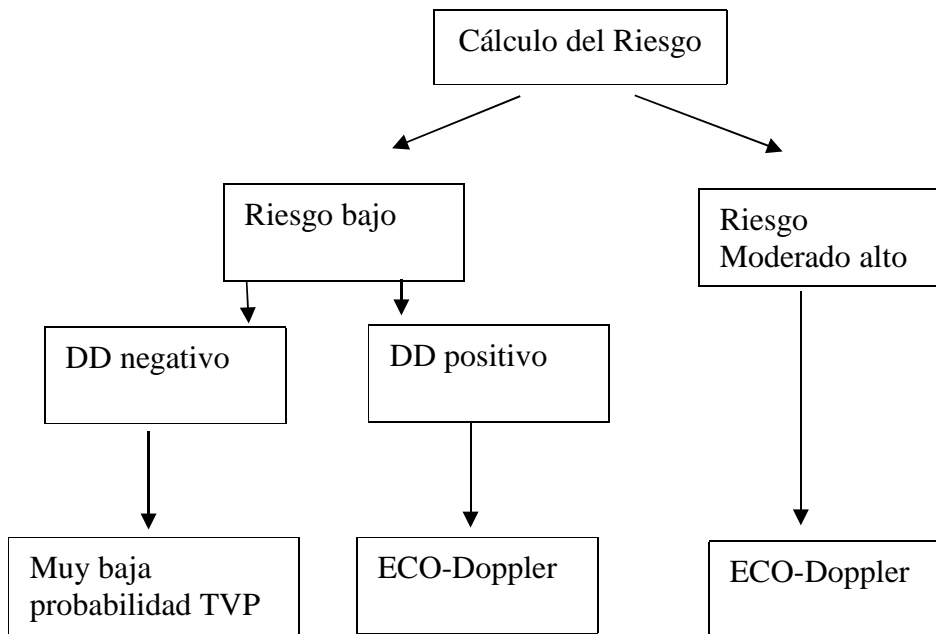 Cálculo del Riesgo
Riesgo bajo
Riesgo
Moderado alto
DD negativo
DD positivo
Muy baja
probabilidad TVP
ECO-Doppler
ECO-Doppler